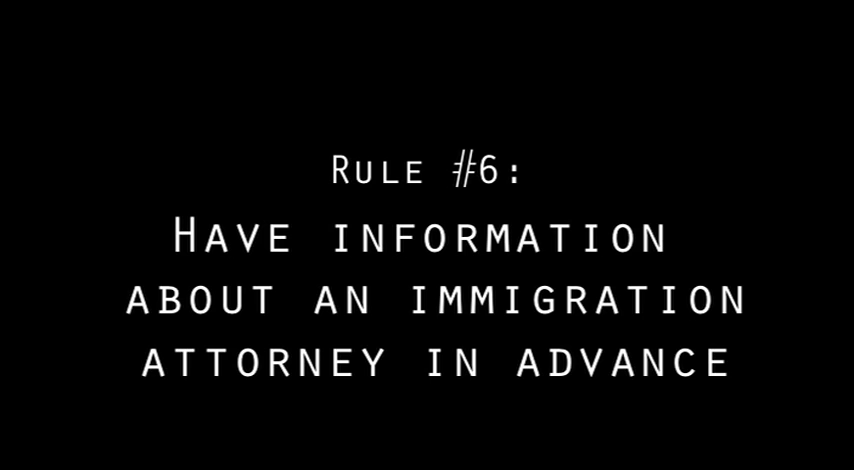 Rule #6:
Have information
about an immigration
attorney in advance